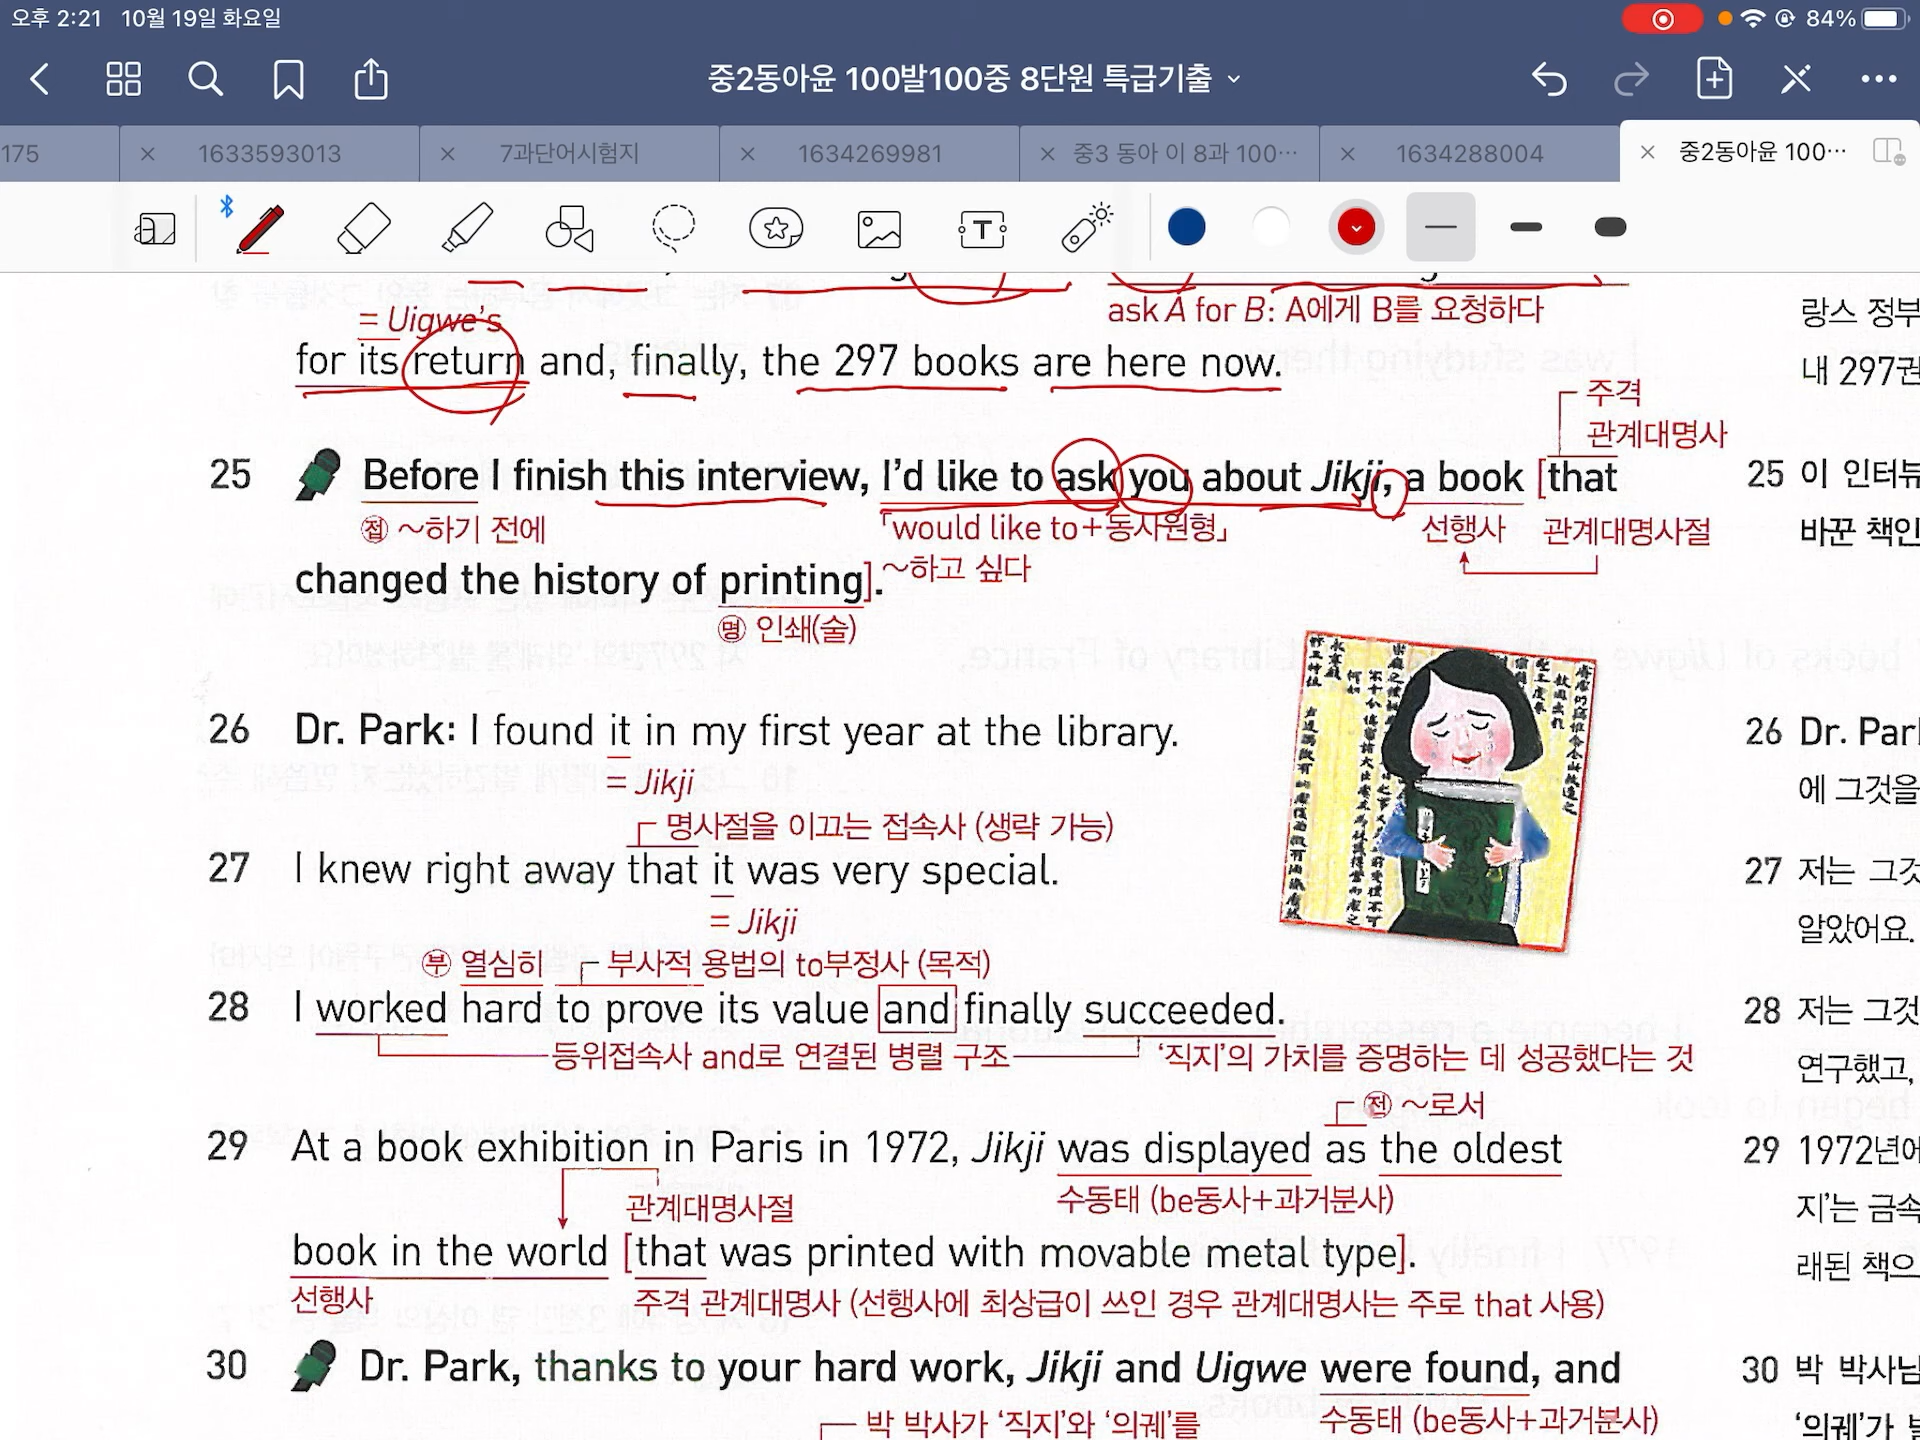 오후 2:21 10월 19일 화요일
84%
중2동아윤 100발100중 8단원 특급기출
175
1633593013
7과단어시험지
1634269981
중3 동아 이 8과 100…
1634288004
중2동아윤 100…
ask A for B: A에게 B를 요청하다
랑스 정부
= Uigwe's
for its return and, finally, the 297 books are here now.
내 297권
주격
관계대명사
25 Before I finish this interview, I'd like to ask you about Jikji, a book [that
25 이 인터뷰
접 ~하기 전에
「would like to+동사원형」
선행사
관계대명사절
바꾼 책인
~하고 싶다
changed the history of printing].
명 인쇄(술)
26 Dr. Park: I found it in my first year at the library.
26 Dr. Par
= Jikji
에 그것을
명사절을 이끄는 접속사 (생략 가능)
27 I knew right away that it was very special.
27 저는 그것
= Jikji
알았어요.
부 열심히
부사적 용법의 to부정사 (목적)
28 I worked hard to prove its value and finally succeeded.
28 저는 그것
등위접속사 and로 연결된 병렬 구조
'직지'의 가치를 증명하는 데 성공했다는 것
연구했고,
전 ~로서
29 At a book exhibition in Paris in 1972, Jikji was displayed as the oldest
29 1972년에
관계대명사절
수동태 (be동사+과거분사)
지'는 금속
book in the world [that was printed with movable metal type].
래된 책으
선행사
주격 관계대명사 (선행사에 최상급이 쓰인 경우 관계대명사는 주로 that 사용)
30 Dr. Park, thanks to your hard work, Jikji and Uigwe were found, and
30 박 박사님
박 박사가 '직지'와 '의궤'를
수동태 (be동사+과거분사)
'의궤'가